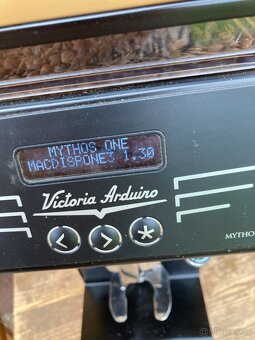 MYTHOS ONE
MACDISPONE3 1.30
Victoria Arduino
< > *
MYTHO